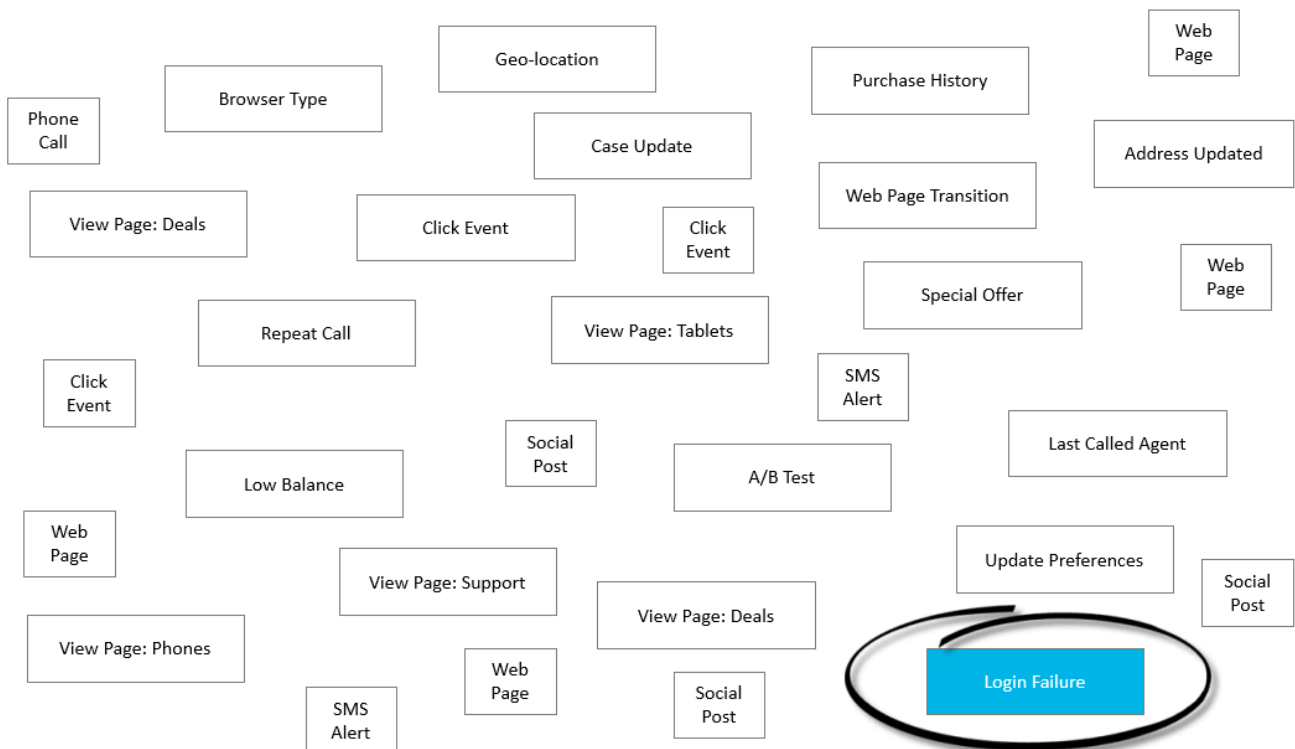 Web
Page
Geo-location
Purchase History
Browser Type
Phone
Call
Case Update
Address Updated
Web Page Transition
View Page: Deals
Click Event
Click
Event
Web
Page
Special Offer
Repeat Call
View Page: Tablets
Click
Event
SMS
Alert
Social
Post
Last Called Agent
Low Balance
A/B Test
Web
Page
Update Preferences
View Page: Support
Social
Post
View Page: Deals
View Page: Phones
Web
Page
Login Failure
Social
Post
SMS
Alert